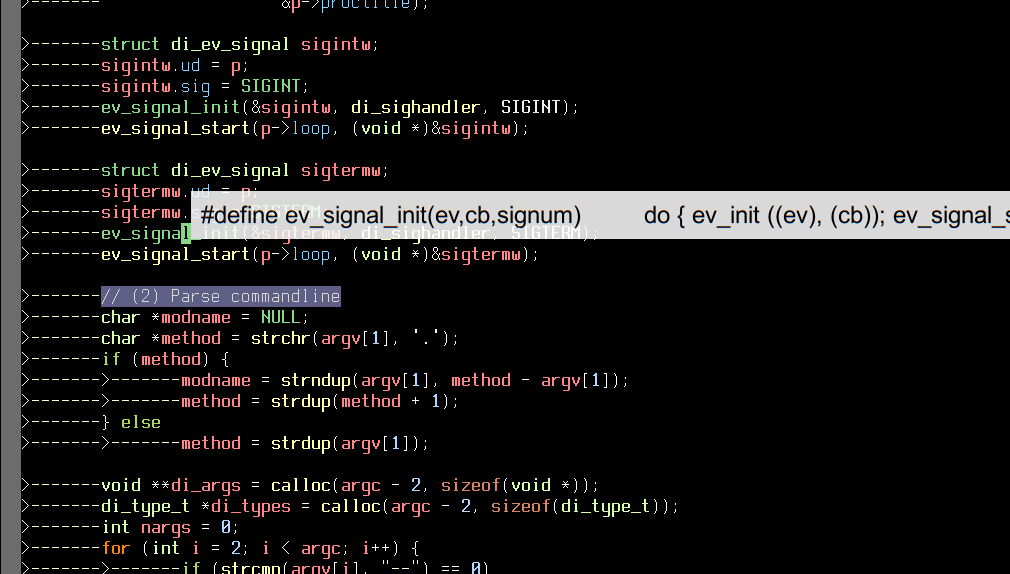 &p->proctitle);
>-------struct di_ev_signal sigintw;
>-------sigintw.ud = p;
>-------sigintw.sig = SIGINT;
>-------ev_signal_init(&sigintw, di_sighandler, SIGINT);
>-------ev_signal_start(p->loop, (void *)&sigintw);
>-------struct di_ev_signal sigtermw;
>-------sigtermw.ud = p;
>-------sigtermw.s = SIGTERM;
#define ev_signal_init(ev,cb,signum) do { ev_init ((ev), (cb)); ev_signal_s
>-------ev_signal_init(&sigtermw, di_sighandler, SIGTERM);
>-------ev_signal_start(p->loop, (void *)&sigtermw);
>-------// (2) Parse commandline
>-------char *modname = NULL;
>-------char *method = strchr(argv[1], '.');
>-------if (method) {
>------->-------modname = strndup(argv[1], method - argv[1]);
>------->-------method = strdup(method + 1);
>-------} else
>------->-------method = strdup(argv[1]);
>-------void **di_args = calloc(argc - 2, sizeof(void *));
>-------di_type_t *di_types = calloc(argc - 2, sizeof(di_type_t));
>-------int nargs = 0;
>-------for (int i = 2; i < argc; i++) {
>------->-------if (strcmp(argv[i], "--") == 0)